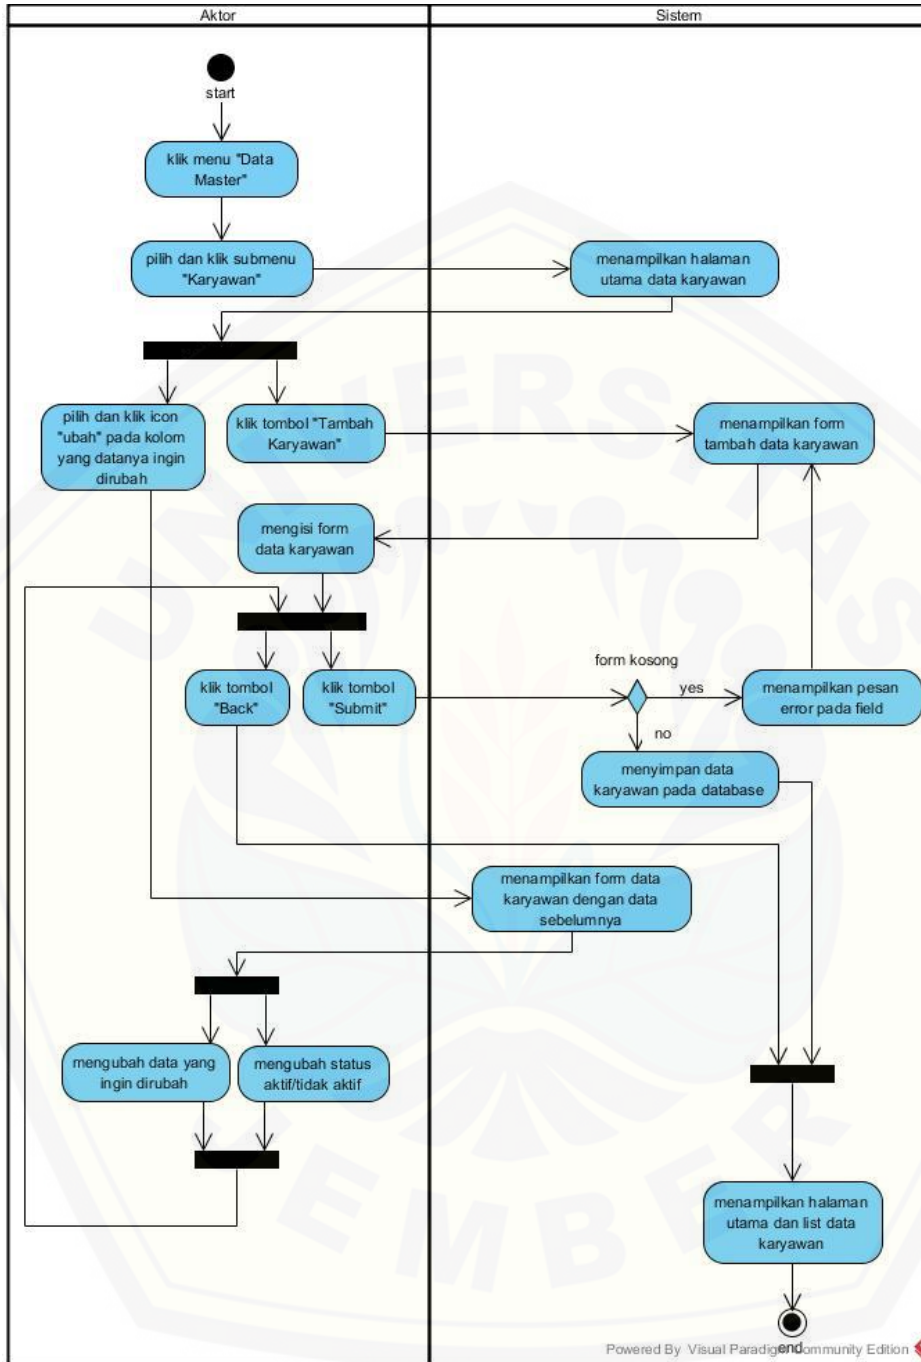 Aktor
Sistem
start
klik menu "Data
Master"
pilih dan klik submenu
"Karyawan"
menampilkan halaman
utama data karyawan
pilih dan klik icon
"ubah" pada kolom
yang datanya ingin
dirubah
klik tombol "Tambah
Karyawan"
menampilkan form
tambah data karyawan
mengisi form
data karyawan
klik tombol
"Back"
klik tombol
"Submit"
form kosong
yes
no
menampilkan pesan
error pada field
menyimpan data
karyawan pada database
menampilkan form data
karyawan dengan data
sebelumnya
mengubah data yang
ingin dirubah
mengubah status
aktif/tidak aktif
menampilkan halaman
utama dan list data
karyawan
end
Powered By Visual Paradigm Community Edition
UNIVERSITAS
JEMBER